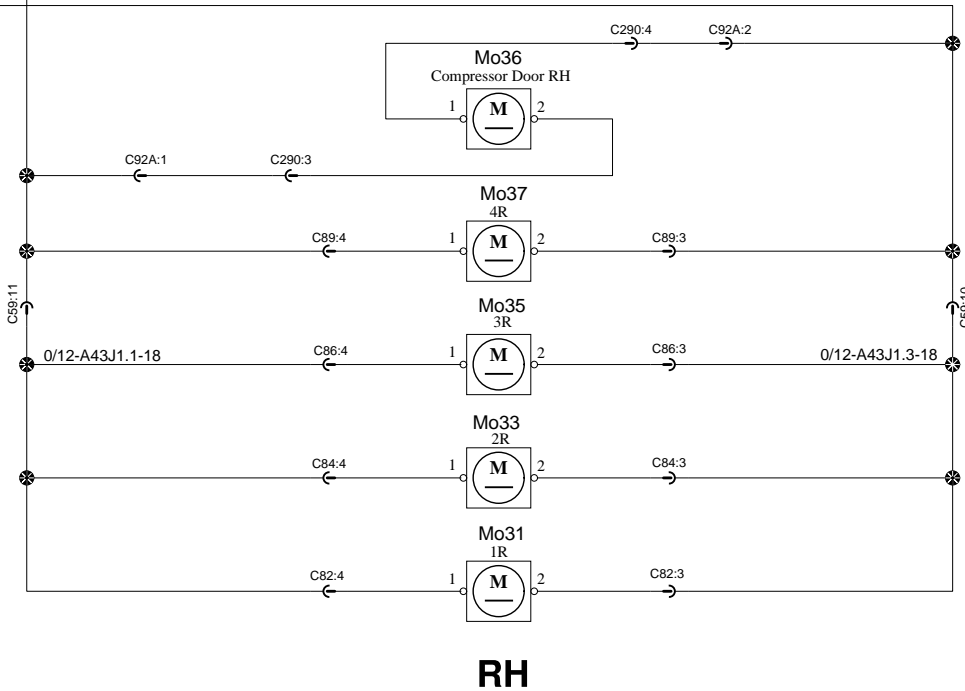 C290:4 C92A:2
Mo36
Compressor Door RH
1 M 2
C92A:1 C290:3
Mo37
4R
C89:4 1 M 2 C89:3
C59:11
C59:10
Mo35
3R
0/12-A43J1.1-18 C86:4 1 M 2 C86:3 0/12-A43J1.3-18
Mo33
2R
C84:4 1 M 2 C84:3
Mo31
1R
C82:4 1 M 2 C82:3
RH